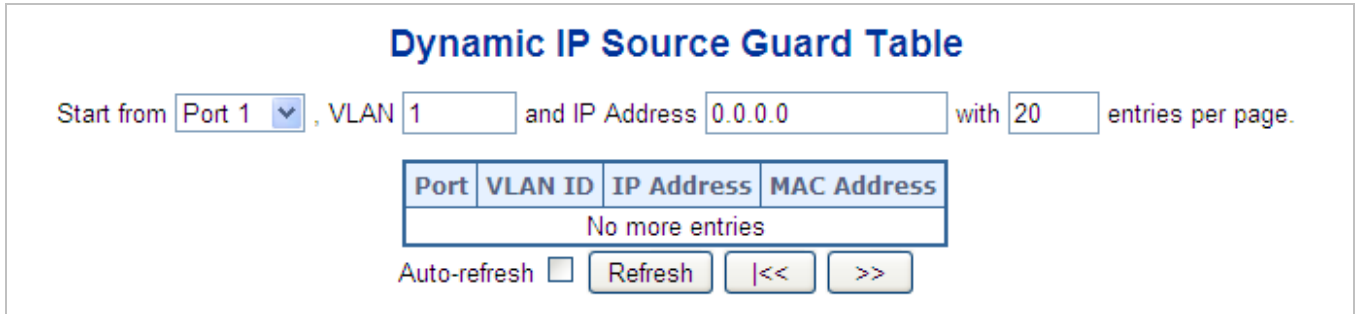 Dynamic IP Source Guard Table
Start from Port 1 , VLAN 1 and IP Address 0.0.0.0 with 20 entries per page.
Port VLAN ID IP Address MAC Address
No more entries
Auto-refresh Refresh |<< >>